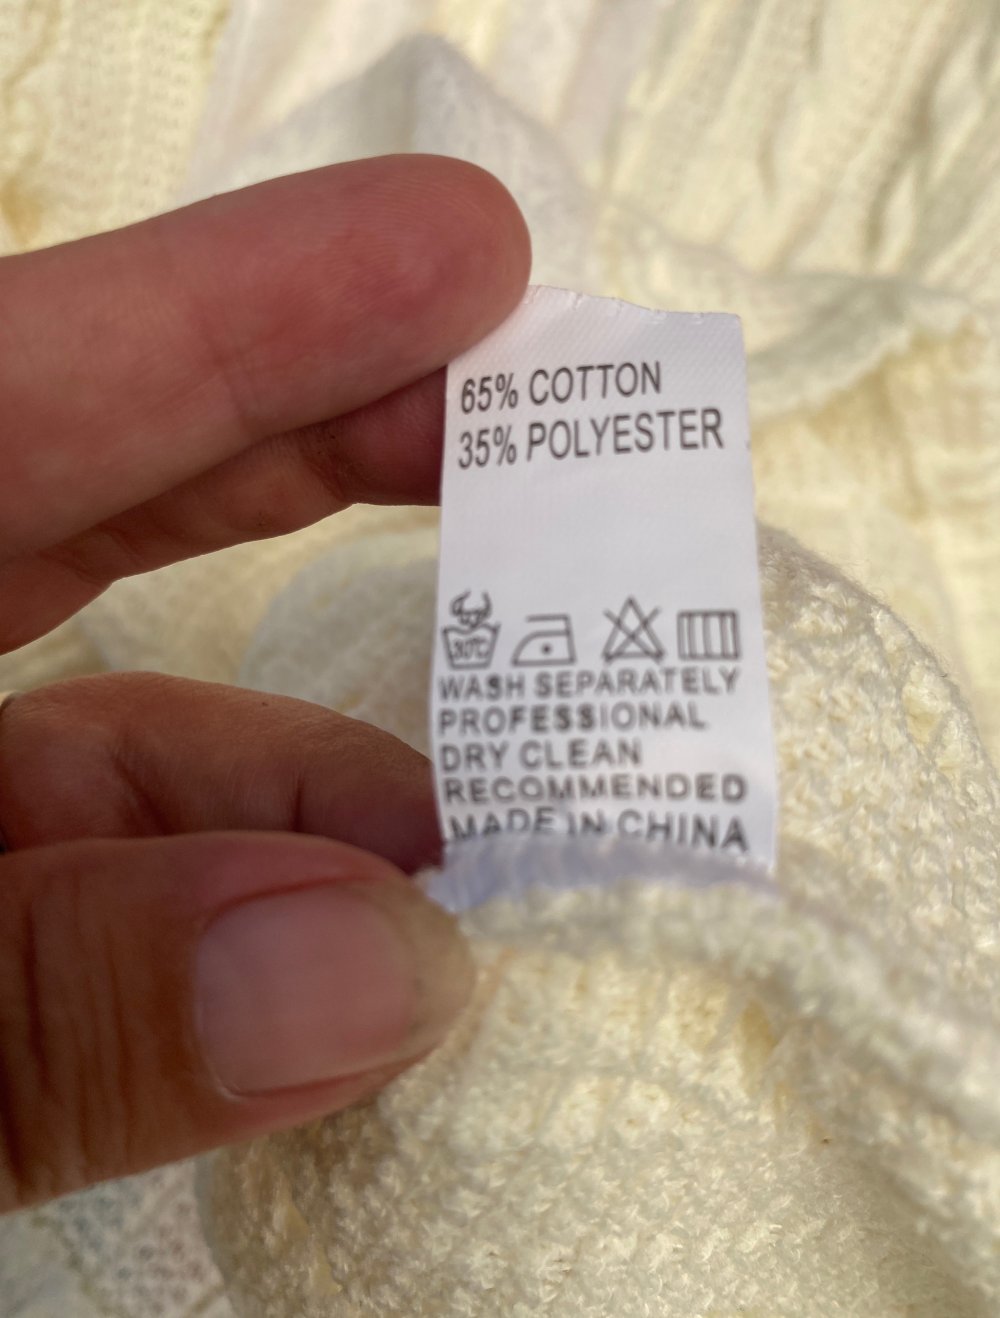 65% COTTON
35% POLYESTER
30°C
WASH SEPARATELY
PROFESSIONAL
DRY CLEAN
RECOMMENDED
MADE IN CHINA